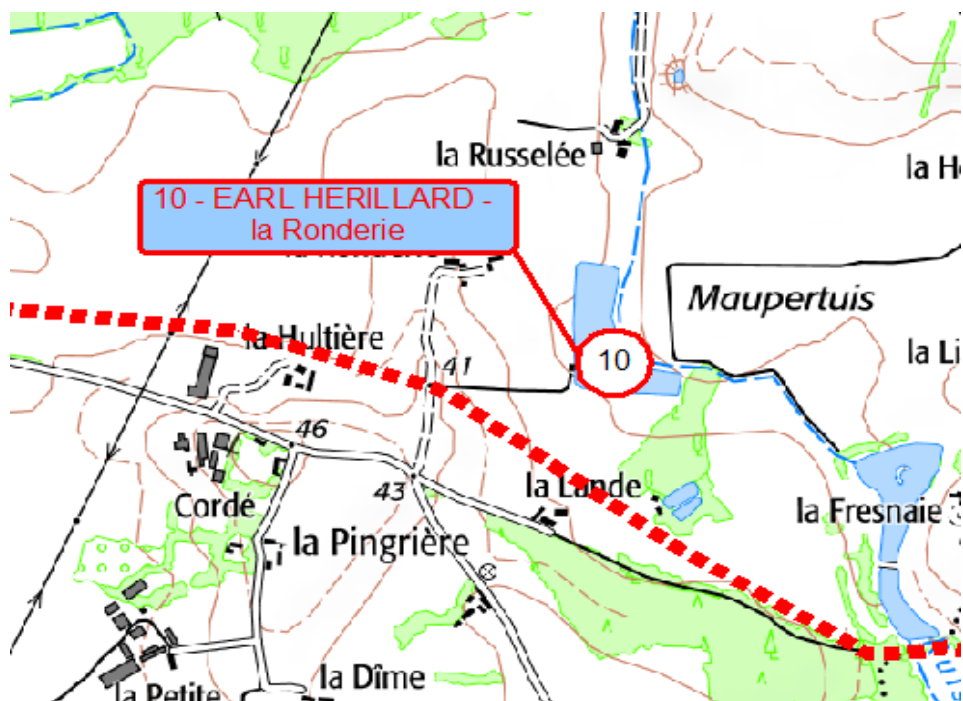 la Russelée
la H
10 - EARL HERILLARD -
la Ronderie
Maupertuis
la Hultière
10
la Li
41
46
43
la Lande
Cordé
la Fresnaie
la Pingrière
la Dîme
la Petite